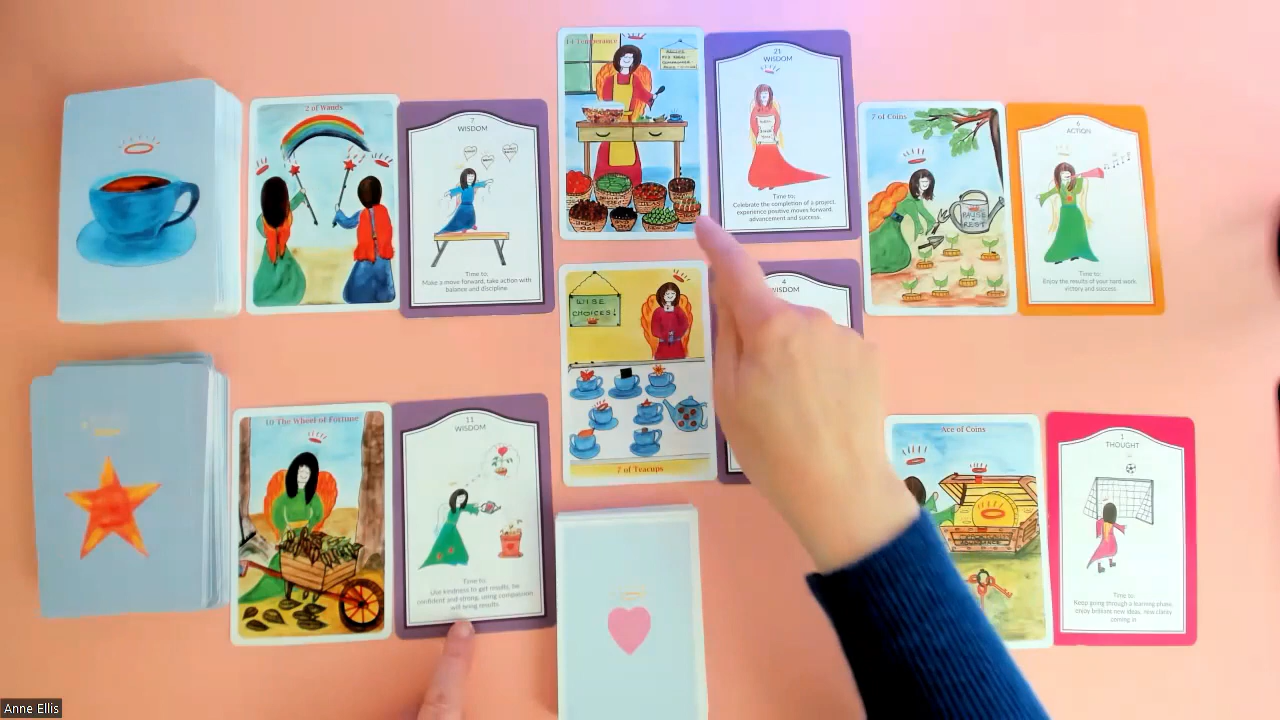 2 of Wands
7
WISDOM
Time to:
Make a move forward, take action with
balance and discipline.
14 Temperance
21
WISDOM
Time to:
Celebrate the completion of a project,
experience positive moves forward,
advancement and success.
7 of Coins
PAUSE
REST
6
ACTION
Time to:
Enjoy the results of your hard work,
victory and success.
10 The Wheel of Fortune
11
WISDOM
Time to:
Use kindness to get results, be
confident and strong, using compassion
will bring results.
WISE
CHOICES!
7 of Teacups
4
WISDOM
Ace of Coins
1
THOUGHT
Time to:
Keep going through a learning phase,
enjoy brilliant new ideas, new clarity
coming in
Anne Ellis